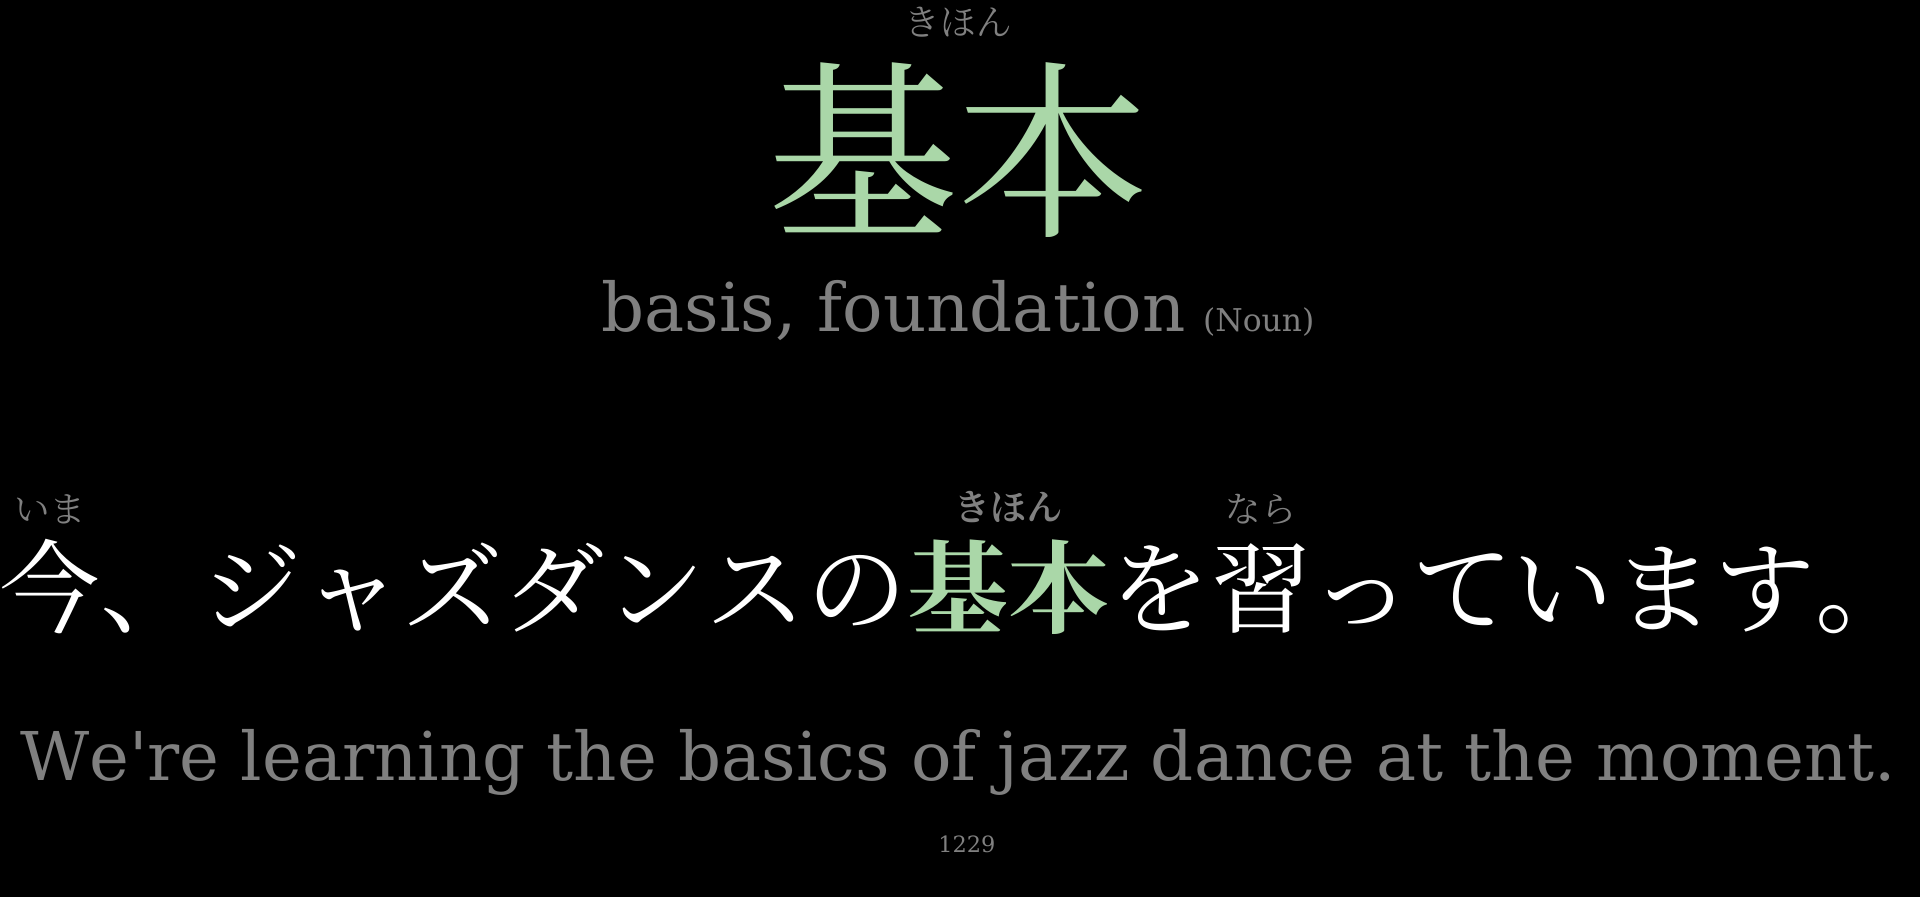 きほん
基本
basis, foundation (Noun)
いま きほん なら
今、ジャズダンスの基本を習っています。
We're learning the basics of jazz dance at the moment.
1229